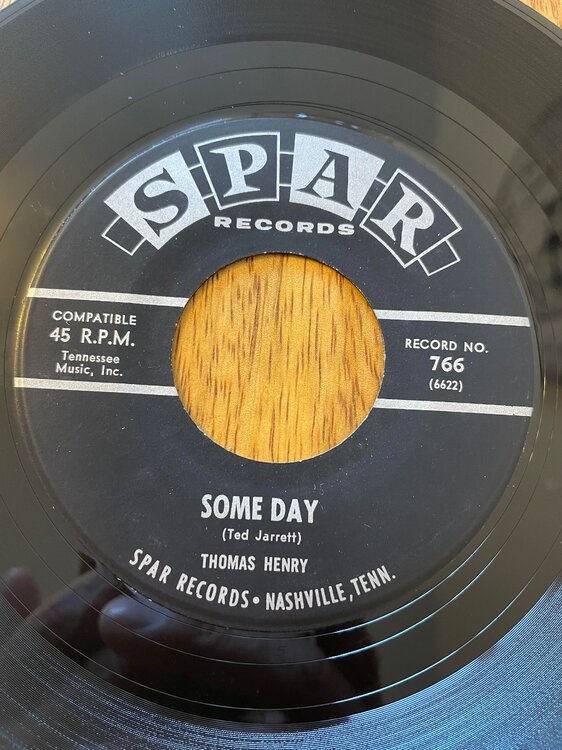 SPAR
RECORDS
COMPATIBLE
45 R.P.M.
Tennessee
Music, Inc.
RECORD NO.
766
(6622)
SOME DAY
(Ted Jarrett)
THOMAS HENRY
SPAR RECORDS • NASHVILLE, TENN.